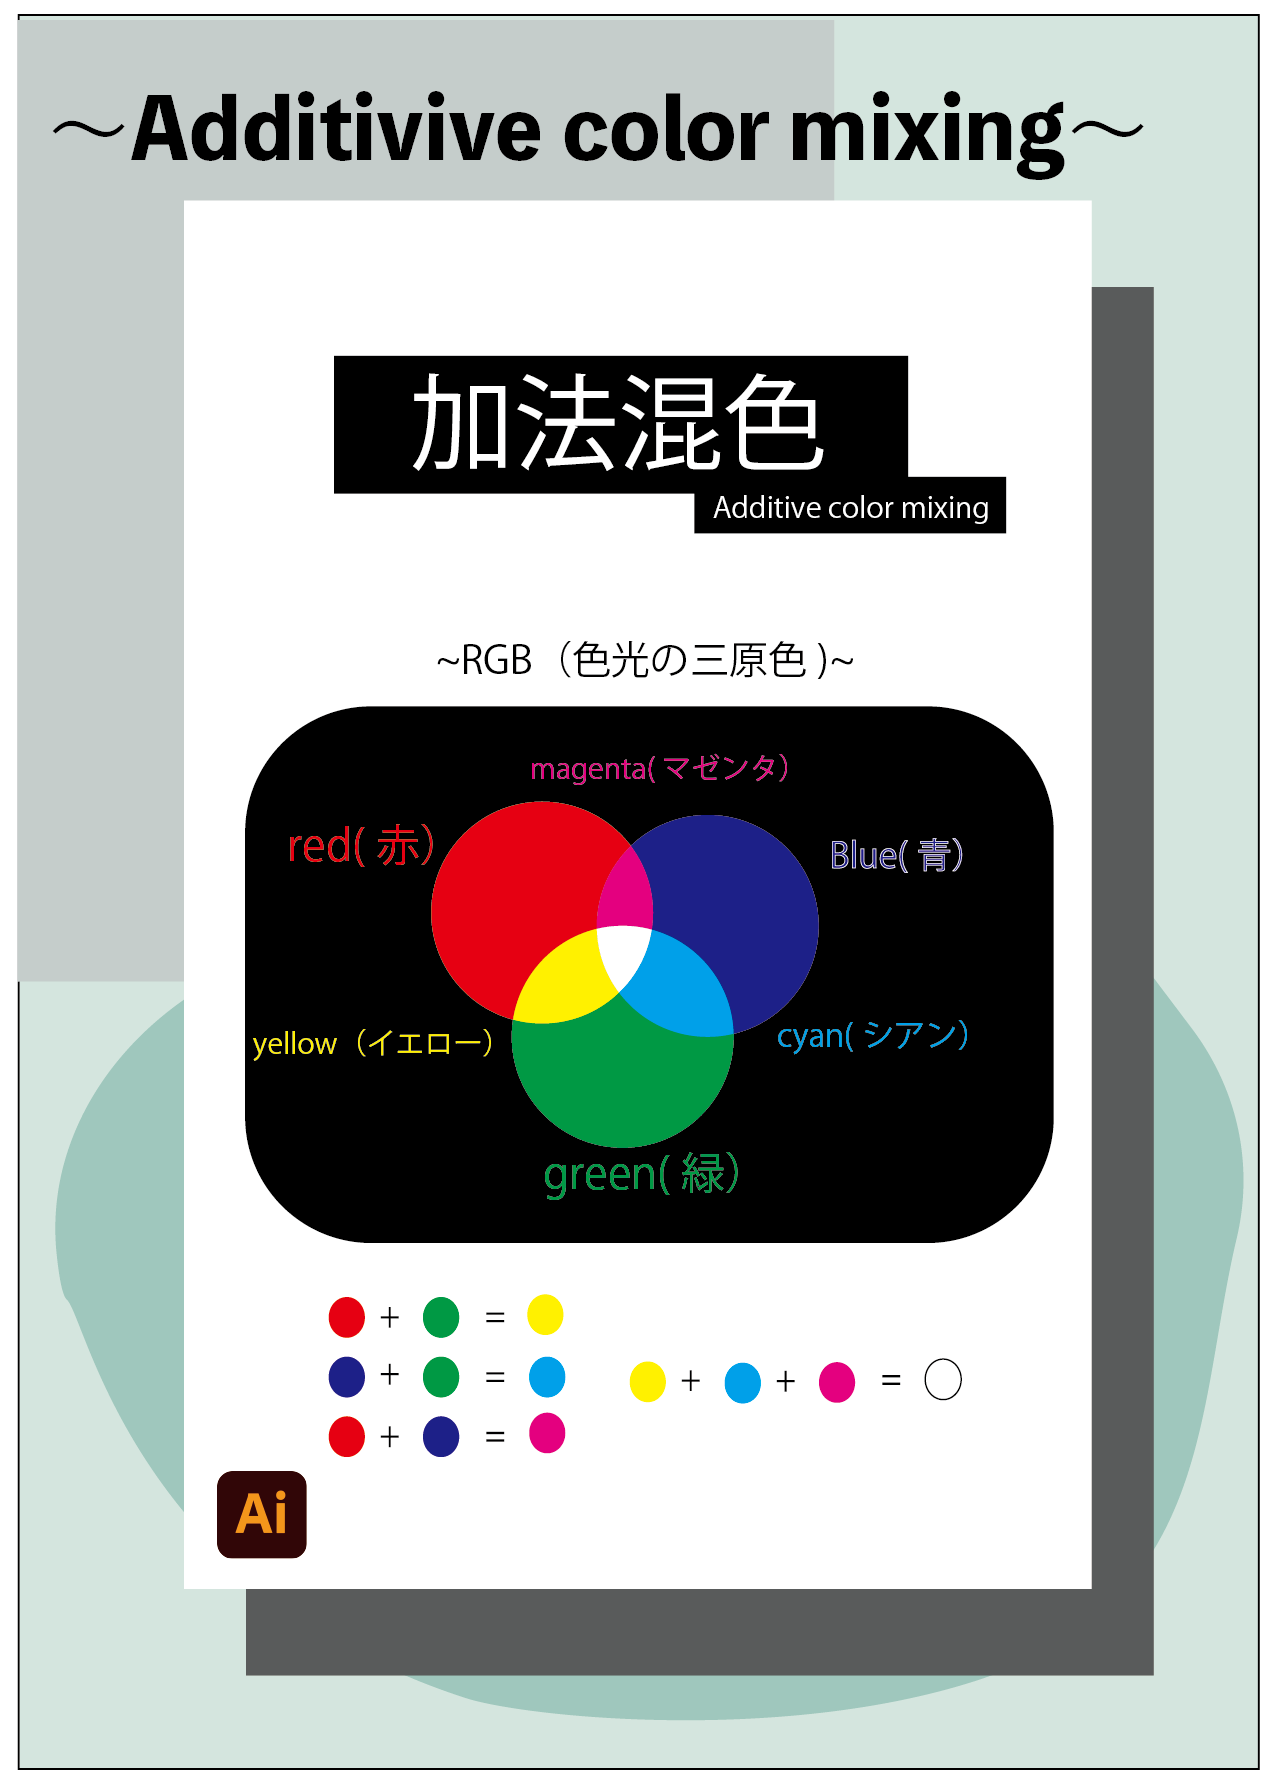 ～Additivive color mixing～
加法混色
Additive color mixing
~RGB（色光の三原色 )~
magenta( マゼンタ）
red( 赤）
Blue( 青）
yellow（イエロー）
cyan( シアン）
green( 緑）
+ =
+ =
+ + =
+ =
Ai